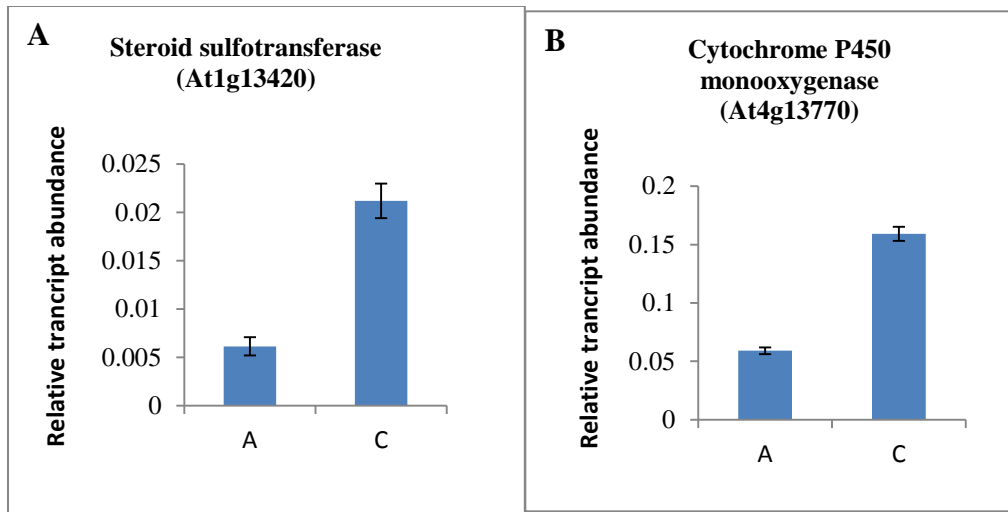 A
Steroid sulfotransferase
(At1g13420)
Relative trancript abundance
0.025
0.02
0.015
0.01
0.005
0
A
C
B
Cytochrome P450
monooxygenase
(At4g13770)
Relative trancript abundance
0.2
0.15
0.1
0.05
0
A
C